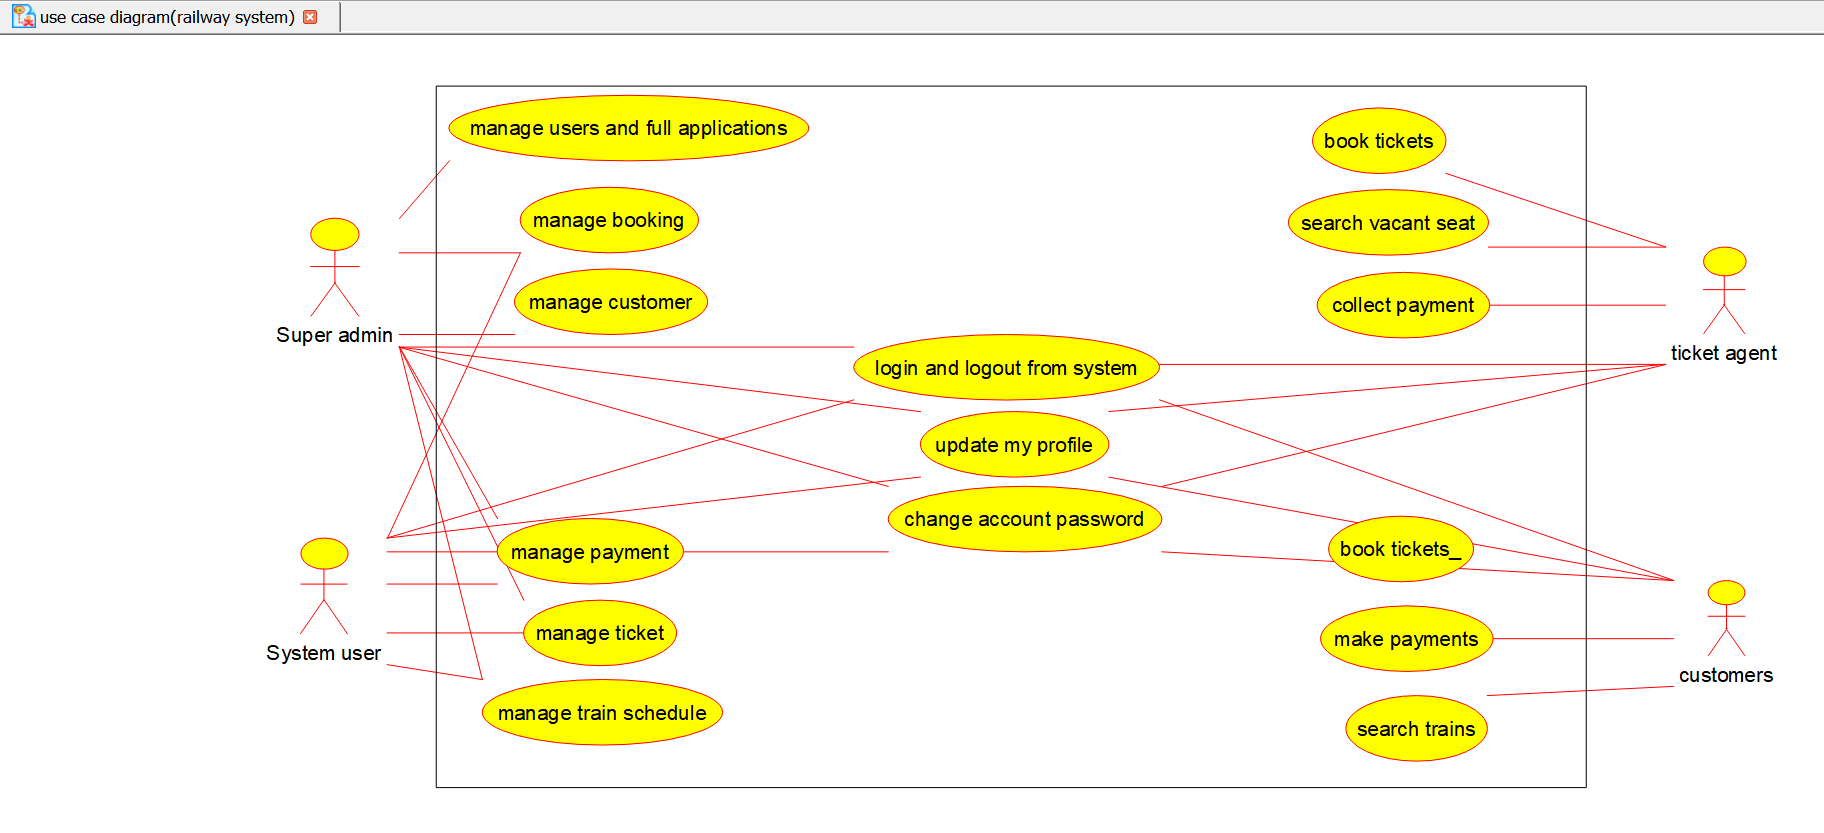 use case diagram(railway system)
manage users and full applications
book tickets
manage booking
search vacant seat
manage customer
collect payment
Super admin
ticket agent
login and logout from system
update my profile
change account password
manage payment
book tickets_
manage ticket
make payments
System user
customers
manage train schedule
search trains